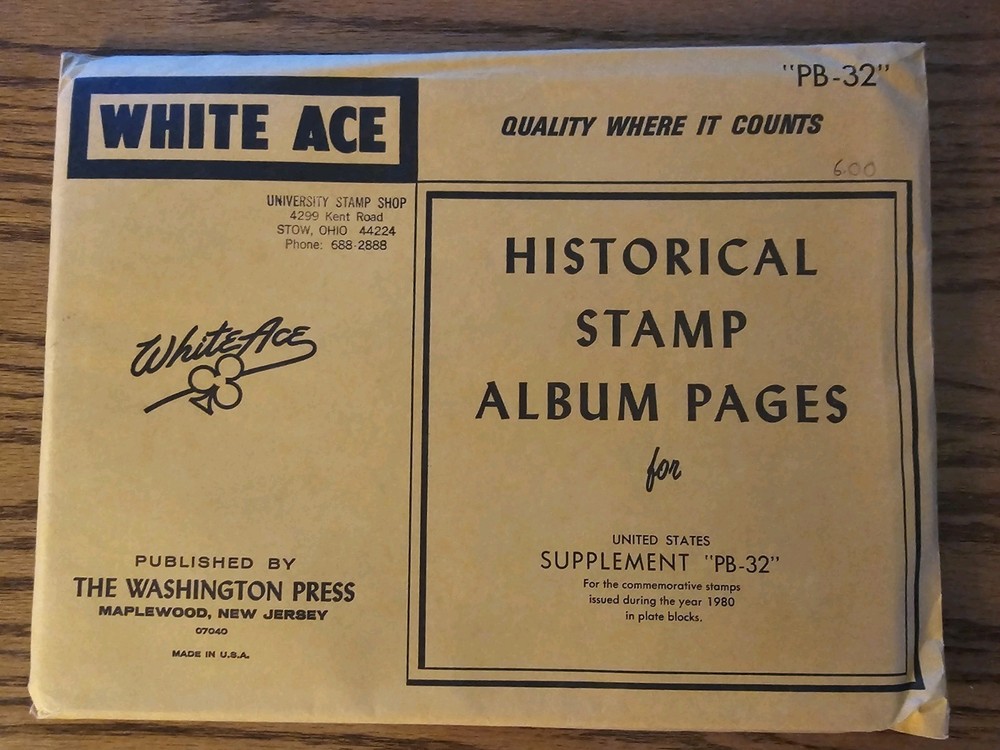 "PB-32"
WHITE ACE
QUALITY WHERE IT COUNTS
6.00
UNIVERSITY STAMP SHOP
4299 Kent Road
STOW, OHIO 44224
Phone: 688-2888
White Ace
PUBLISHED BY
THE WASHINGTON PRESS
MAPLEWOOD, NEW JERSEY
07040
MADE IN U.S.A.
HISTORICAL
STAMP
ALBUM PAGES
for
UNITED STATES
SUPPLEMENT "PB-32"
For the commemorative stamps
issued during the year 1980
in plate blocks.